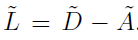 L̃ = D̃ − Ã.